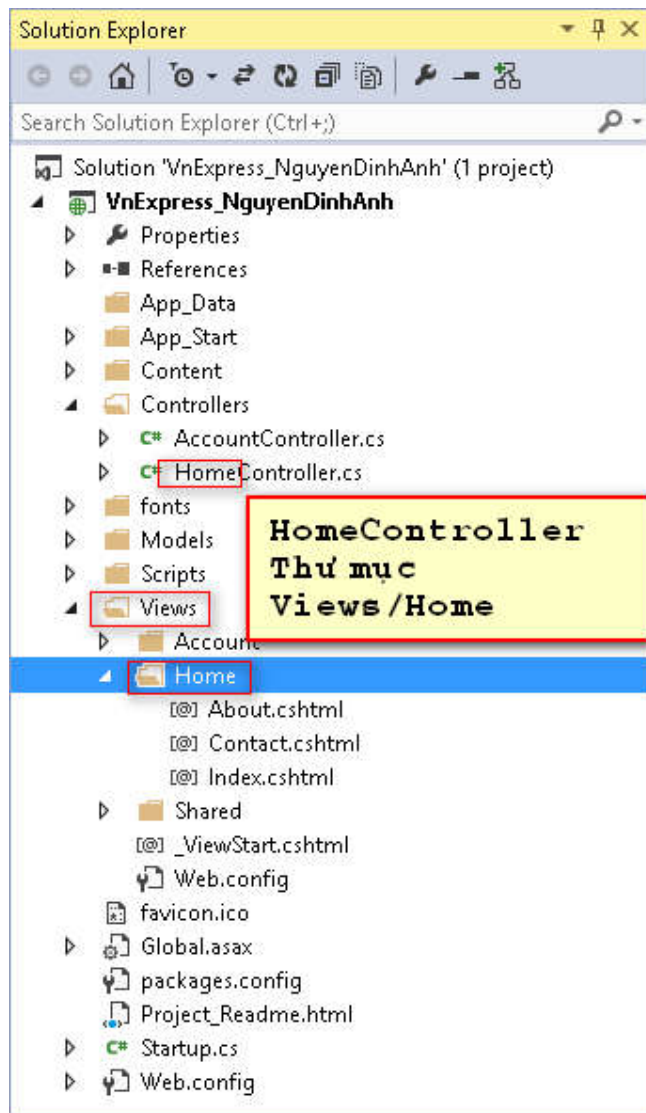 Solution Explorer
Search Solution Explorer (Ctrl+;)
Solution 'VnExpress_NguyenDinhAnh' (1 project)
VnExpress_NguyenDinhAnh
Properties
References
App_Data
App_Start
Content
Controllers
C# AccountController.cs
C# HomeController.cs
fonts
Models
Scripts
Views
Account
Home
[@] About.cshtml
[@] Contact.cshtml
[@] Index.cshtml
Shared
[@] _ViewStart.cshtml
Web.config
favicon.ico
Global.asax
packages.config
Project_Readme.html
C# Startup.cs
Web.config
HomeController
Thư mục
Views/Home